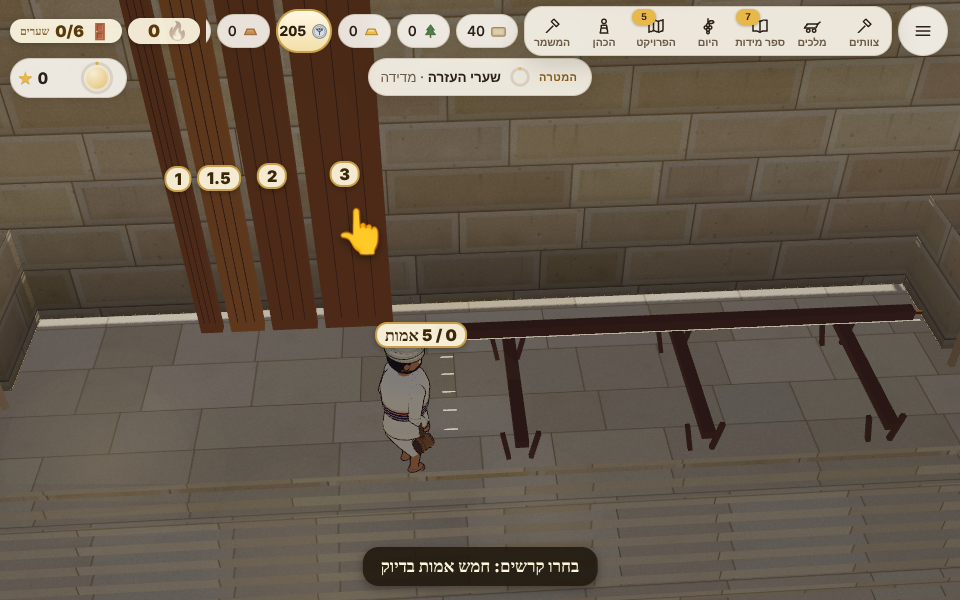 צוותים
מלכים
7
ספר מידות
היום
5
הפרויקט
הכהן
המשמר
40
0
0
205
0
0
0/6 שערים
0
המטרה שערי העזרה · מדידה
1
1.5
2
3
0 / 5 אמות
בחרו קרשים: חמש אמות בדיוק